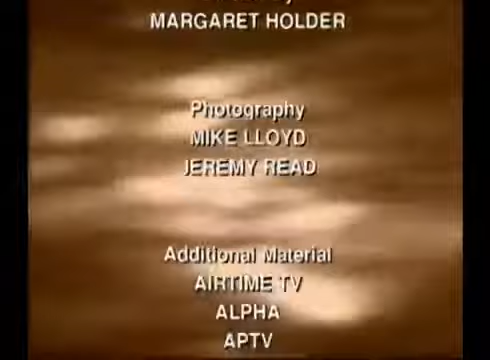 MARGARET HOLDER
Photography
MIKE LLOYD
JEREMY READ
Additional Material
AIRTIME TV
ALPHA
APTV